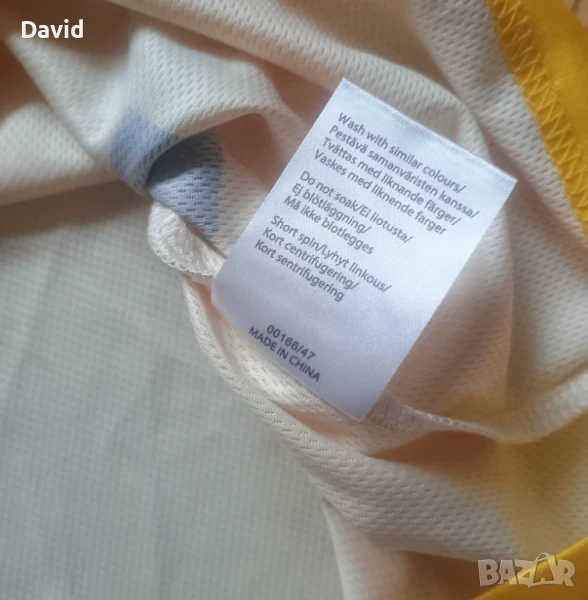 David
Wash with similar colours/
Pestävä samanväristen kanssa/
Tvättas med liknande färger/
Vaskes med liknende farger
Do not soak/Ei liotusta/
Ej blötläggning/
Må ikke blotlegges
Short spin/Lyhyt linkous/
Kort centrifugering/
Kort sentrifugering
00166/47
MADE IN CHINA
BAZAR